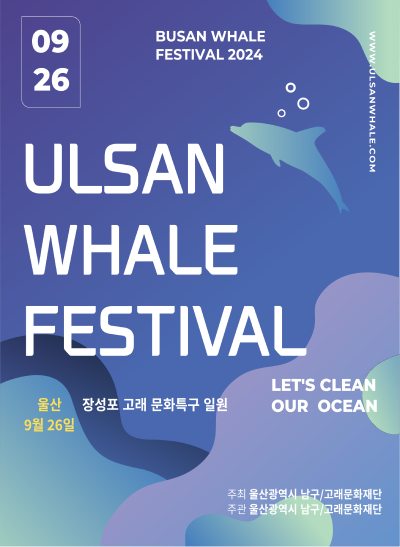 09
26
BUSAN WHALE
FESTIVAL 2024
WWW.ULSANWHALE.COM
ULSAN
WHALE
FESTIVAL
LET'S CLEAN
OUR OCEAN
울산
9월 26일
장성포 고래 문화특구 일원
주최 울산광역시 남구/고래문화재단
주관 울산광역시 남구/고래문화재단